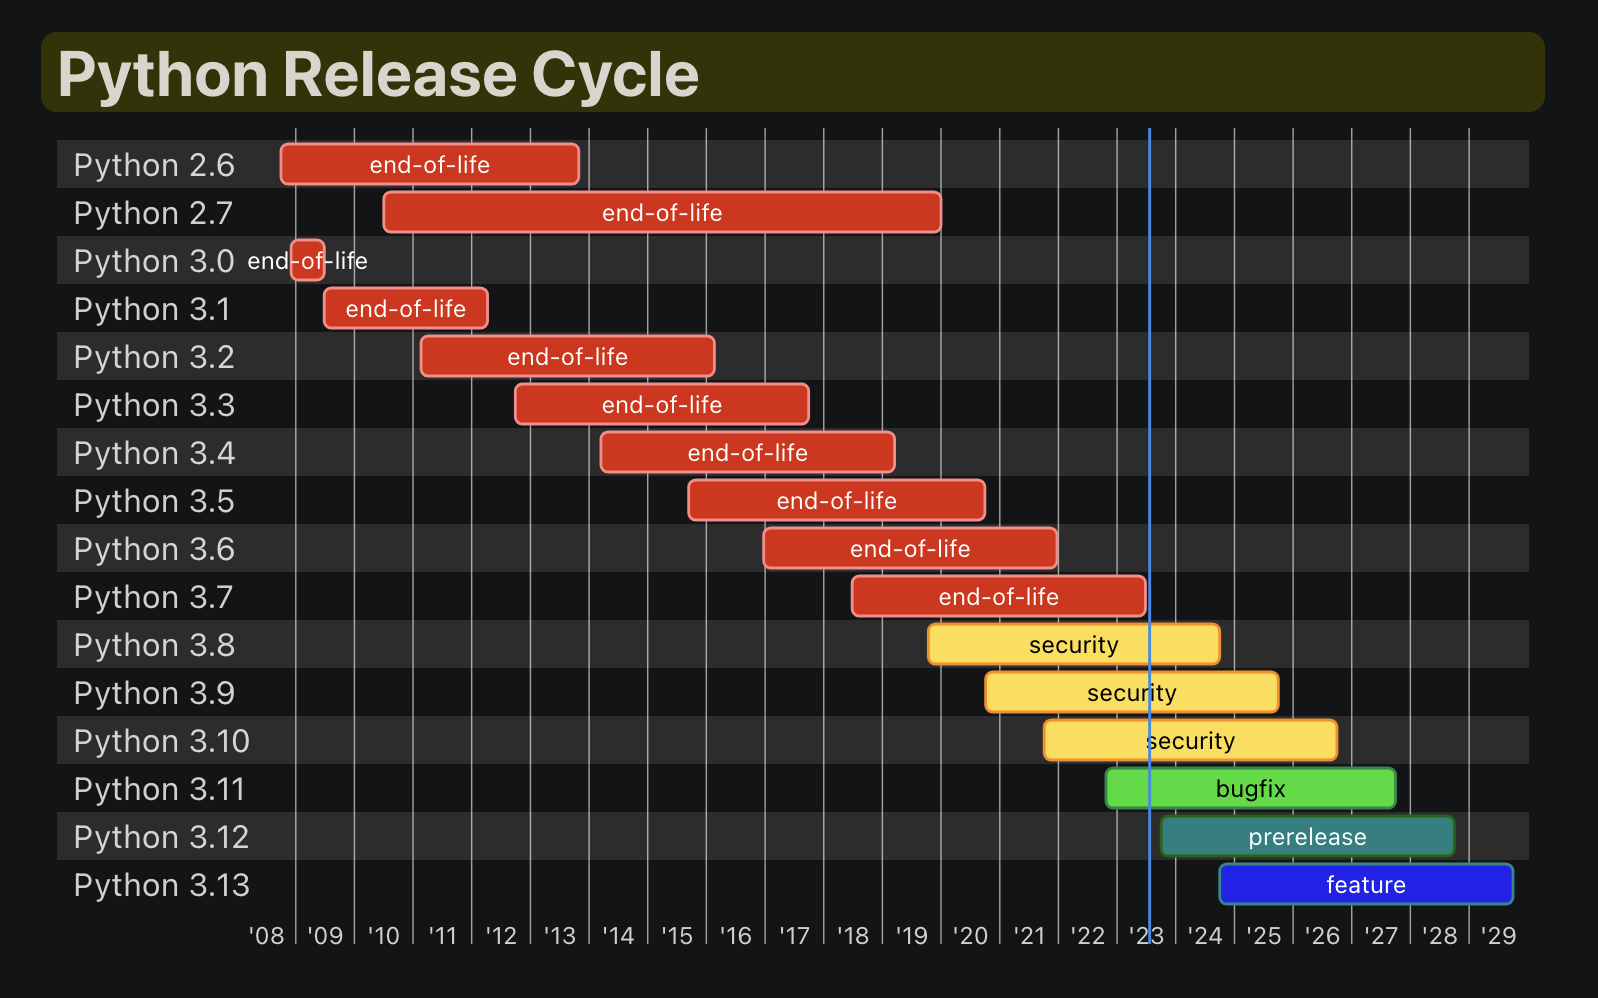 Python Release Cycle
Python 2.6 end-of-life
Python 2.7 end-of-life
Python 3.0 end-of-life
Python 3.1 end-of-life
Python 3.2 end-of-life
Python 3.3 end-of-life
Python 3.4 end-of-life
Python 3.5 end-of-life
Python 3.6 end-of-life
Python 3.7 end-of-life
Python 3.8 security
Python 3.9 security
Python 3.10 security
Python 3.11 bugfix
Python 3.12 prerelease
Python 3.13 feature
'08 '09 '10 '11 '12 '13 '14 '15 '16 '17 '18 '19 '20 '21 '22 '23 '24 '25 '26 '27 '28 '29